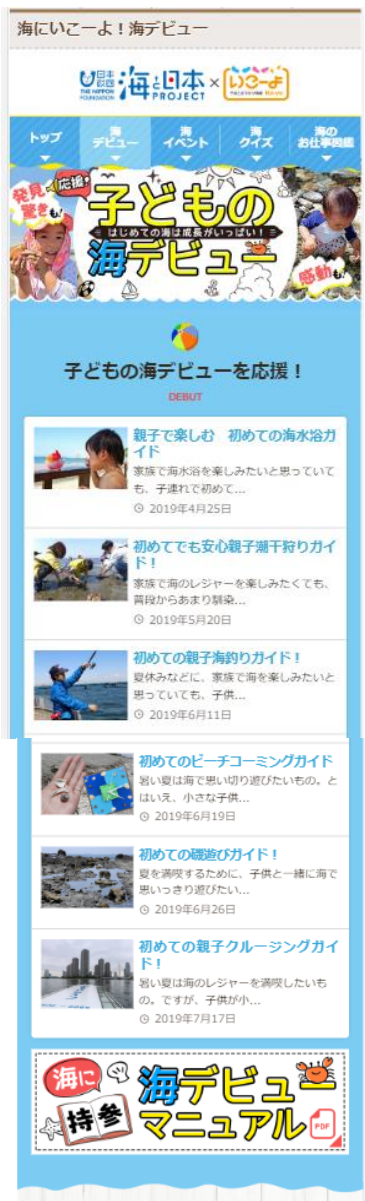 海にいこーよ！海デビュー
日本財団
THE NIPPON FOUNDATION
海と日本
PROJECT
×
いこーよ
トップ
海デビュー
海イベント
海クイズ
海のお仕事図鑑
発見
驚きも!
応援!
子どもの
はじめての海は成長がいっぱい！
海デビュー
感動も!
子どもの海デビューを応援！
DEBUT
親子で楽しむ　初めての海水浴ガ
イド
家族で海水浴を楽しみたいと思っていて
も、子連れで初めて...
2019年4月25日
初めてでも安心親子潮干狩りガイ
ド！
家族で海のレジャーを楽しみたくても、
普段からあまり馴染...
2019年5月20日
初めての親子海釣りガイド！
夏休みなどに、家族で海を楽しみたいと
思っていても、子供...
2019年6月11日
初めてのビーチコーミングガイド
暑い夏は海で思い切り遊びたいもの。と
はいえ、小さな子供...
2019年6月19日
初めての磯遊びガイド！
夏を満喫するために、子供と一緒に海で
思いっきり遊びたい...
2019年6月26日
初めての親子クルージングガイ
ド！
暑い夏は海のレジャーを満喫したいも
の。ですが、子供が小...
2019年7月17日
海に
持参
海デビュー
マニュアル
PDF